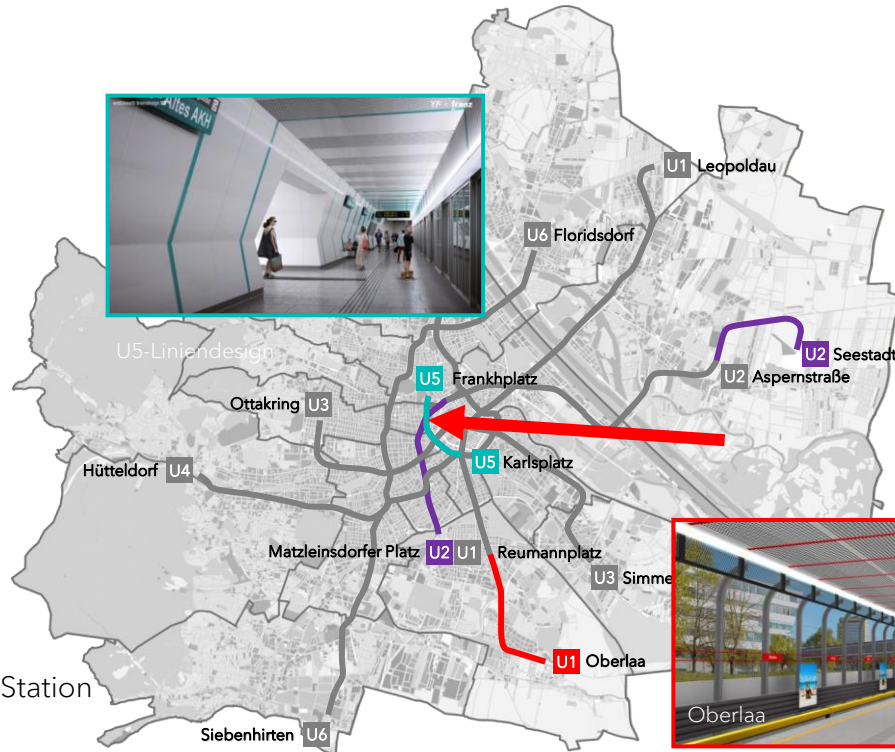 Altes AKH
YF + franz
U1 Leopoldau
U6 Floridsdorf
U5-Liniendesign
U2 Seestadt
U5 Frankhplatz
U2 Aspernstraße
Ottakring U3
U5 Karlsplatz
Hütteldorf U4
Matzleinsdorfer Platz U2 U1 Reumannplatz
U3 Simme
U1 Oberlaa
Station
Oberlaa
Siebenhirten U6